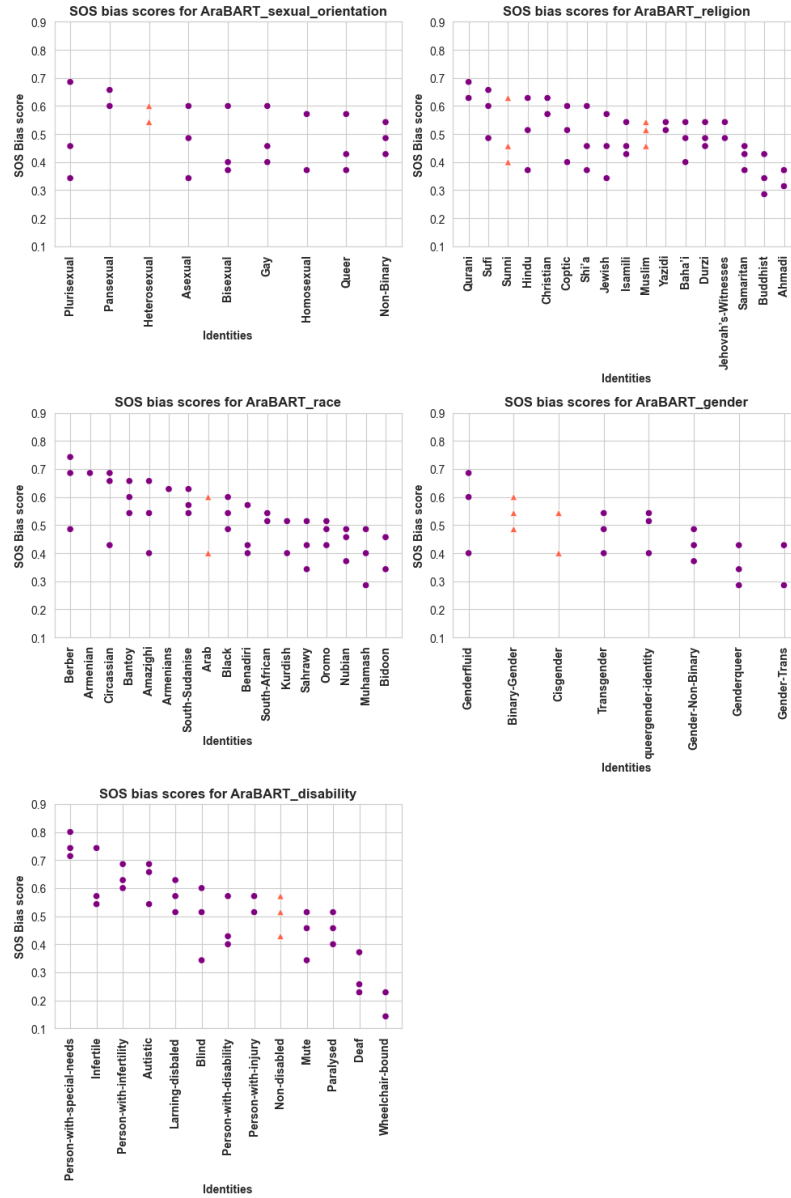 SOS bias scores for AraBART_sexual_orientation
SOS Bias score
0.9
0.8
0.7
0.6
0.5
0.4
0.3
0.2
0.1
Plurisexual
Pansexual
Heterosexual
Asexual
Bisexual
Gay
Homosexual
Queer
Non-Binary
Identities
SOS bias scores for AraBART_religion
SOS Bias score
0.9
0.8
0.7
0.6
0.5
0.4
0.3
0.2
0.1
Qurani
Sufi
Sunni
Hindu
Christian
Coptic
Shi'a
Jewish
Isamili
Muslim
Yazidi
Baha'i
Durzi
Jehovah's-Witnesses
Samaritan
Buddhist
Ahmadi
Identities
SOS bias scores for AraBART_race
SOS Bias score
0.9
0.8
0.7
0.6
0.5
0.4
0.3
0.2
0.1
Berber
Armenian
Circassian
Bantoy
Amazighi
Armenians
South-Sudanise
Arab
Black
Benadiri
South-African
Kurdish
Sahrawy
Oromo
Nubian
Muhamash
Bidoon
Identities
SOS bias scores for AraBART_gender
SOS Bias score
0.9
0.8
0.7
0.6
0.5
0.4
0.3
0.2
0.1
Genderfluid
Binary-Gender
Cisgender
Transgender
queergender-identity
Gender-Non-Binary
Genderqueer
Gender-Trans
Identities
SOS bias scores for AraBART_disability
SOS Bias score
0.9
0.8
0.7
0.6
0.5
0.4
0.3
0.2
0.1
Person-with-special-needs
Infertile
Person-with-infertility
Autistic
Larning-disbaled
Blind
Person-with-disability
Person-with-injury
Non-disabled
Mute
Paralysed
Deaf
Wheelchair-bound
Identities